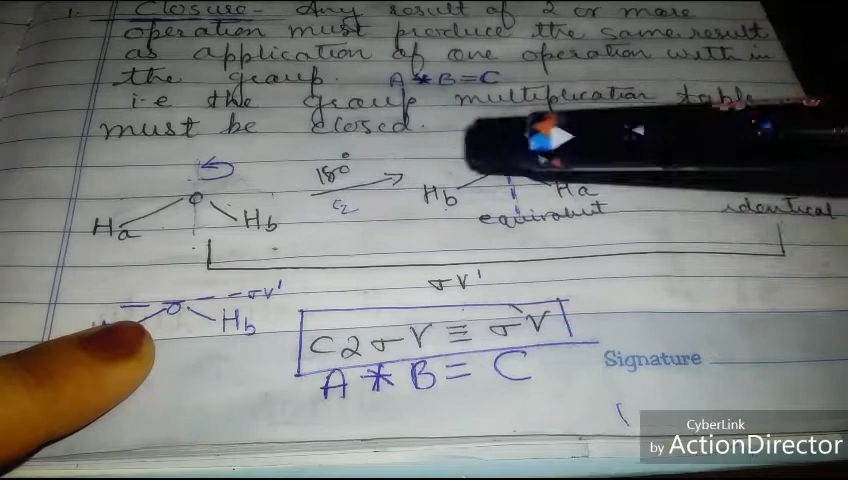 1. Closure- Any result of 2 or more
operation must produce the same result
as application of one operation with in
the group. A * B = C
i.e the group multiplication table
must be closed.
180°
C2
Ha O Hb
Hb Ha
equivalent identical
σV'
O σV'
Hb
C2 σV ≡ σ'V
A * B = C
Signature
CyberLink
by ActionDirector